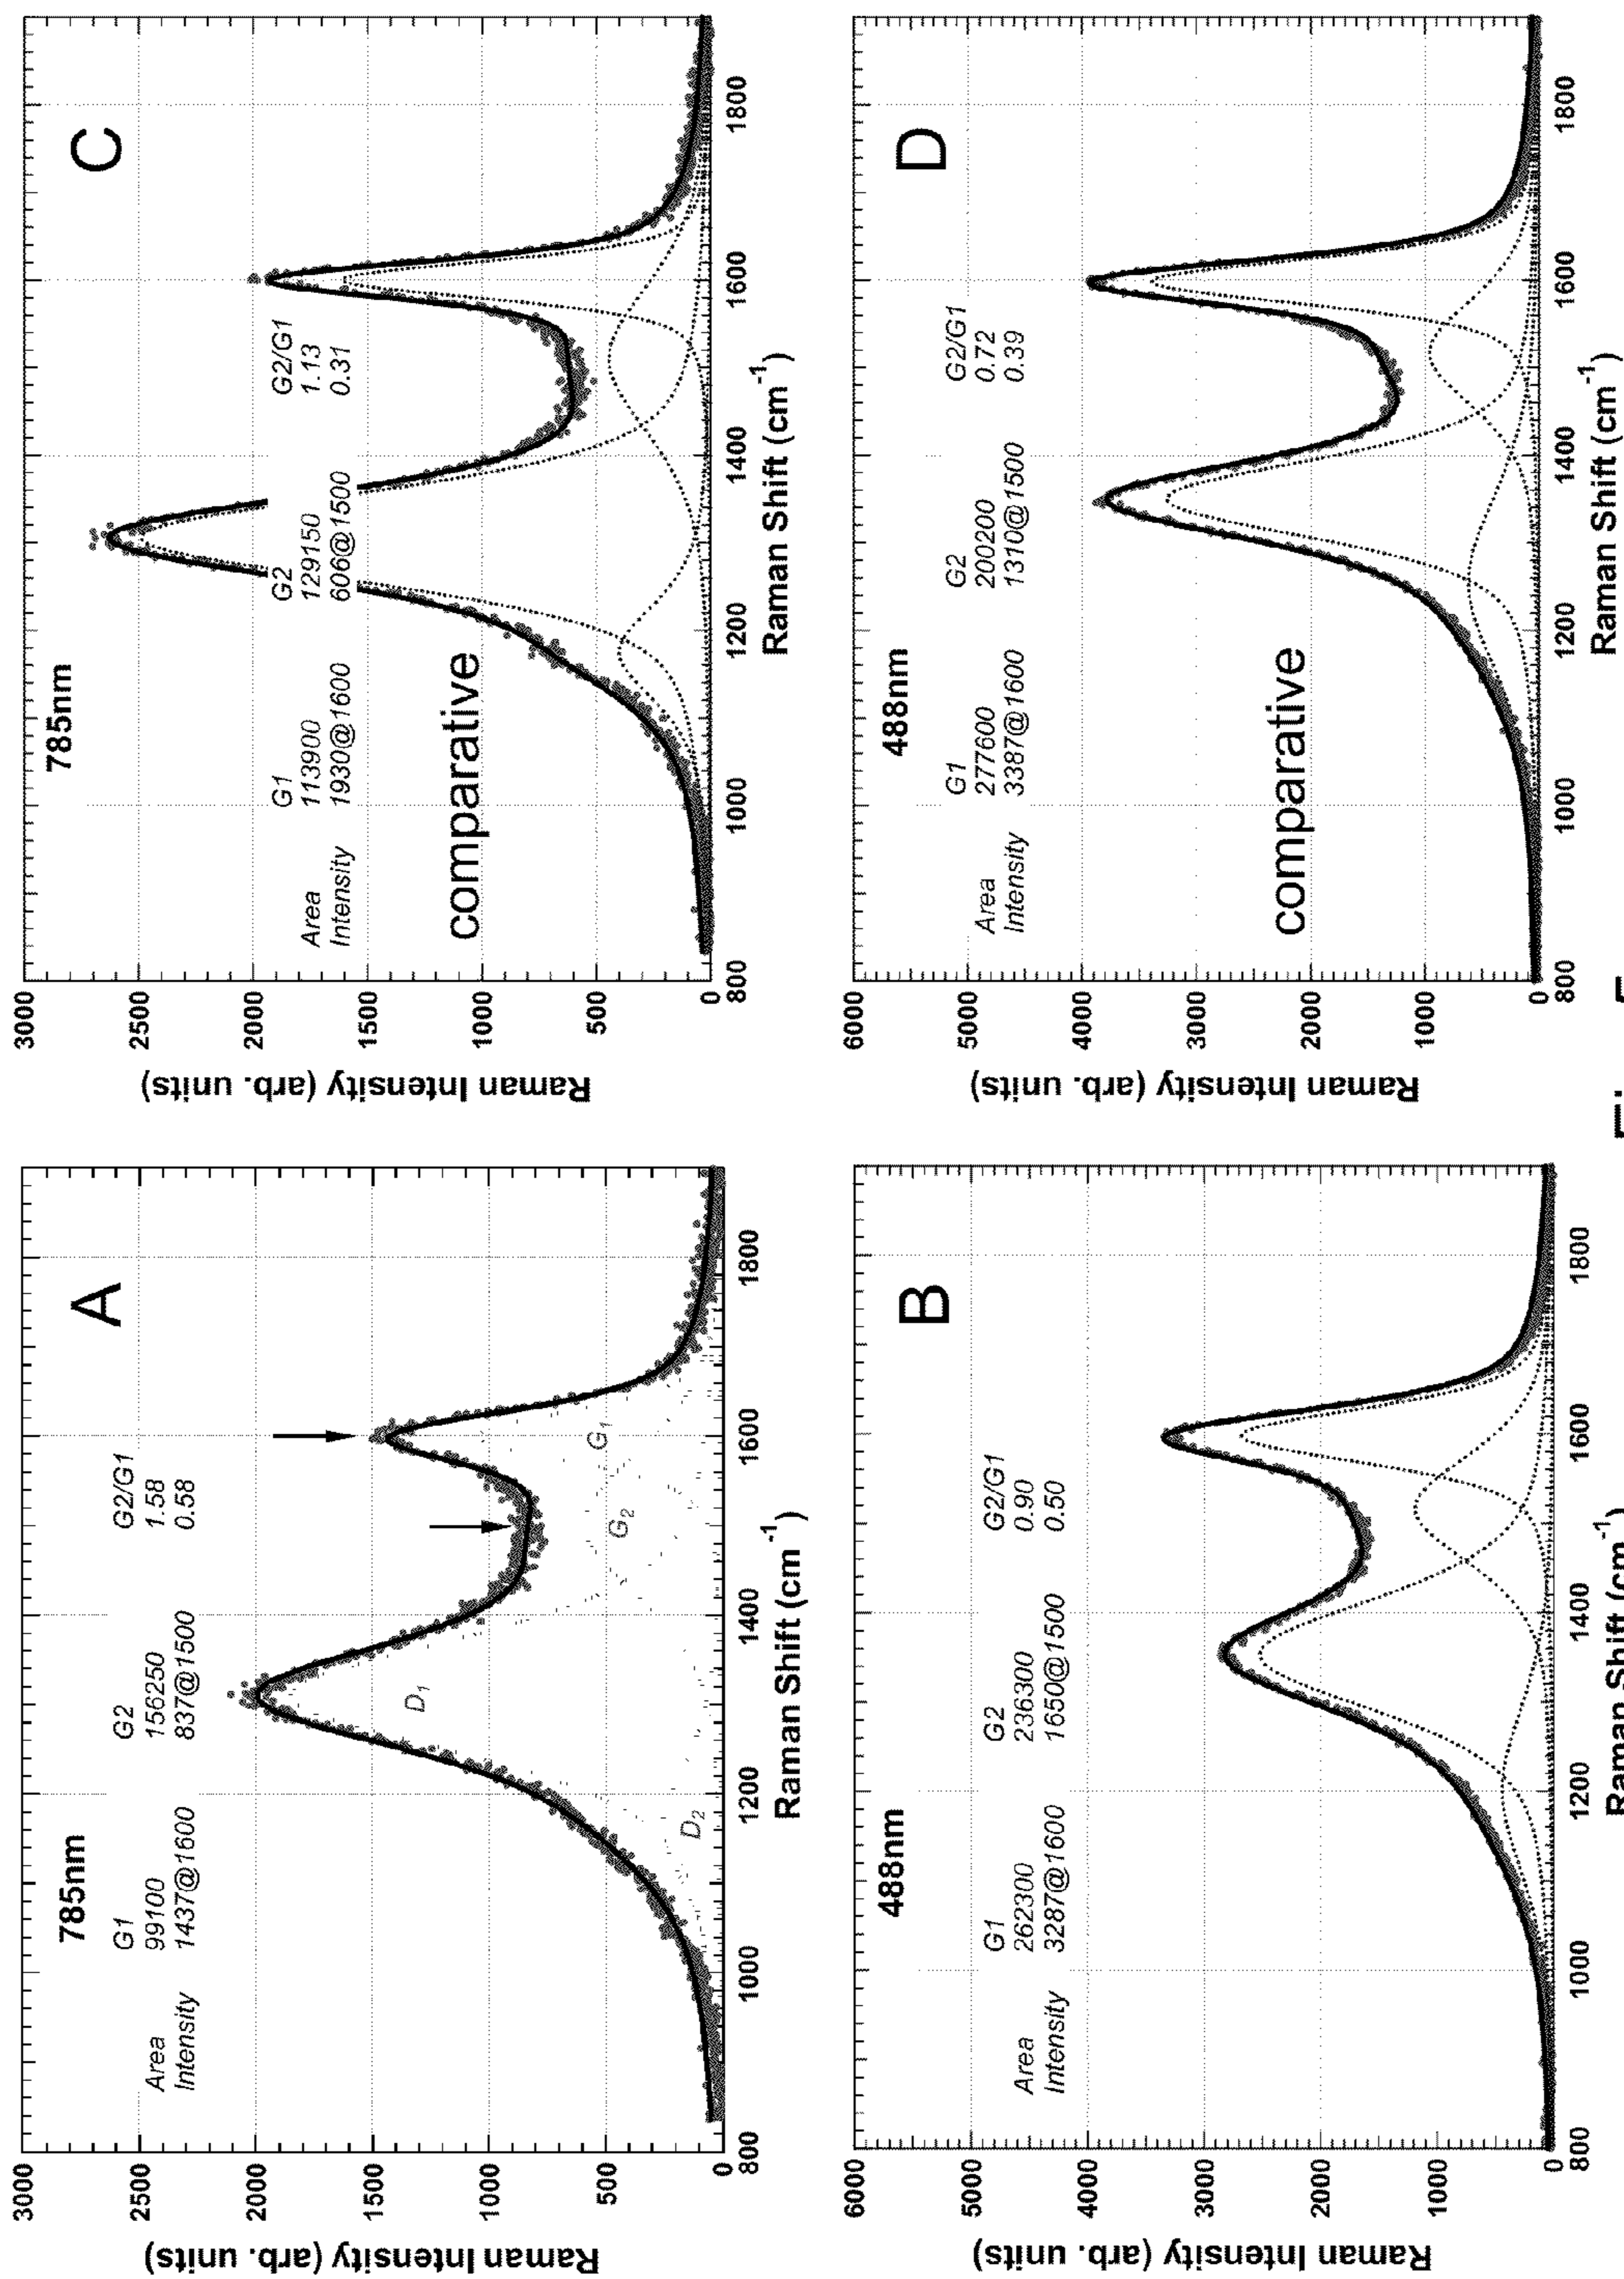 785nm
A
G1 G2 G2/G1
Area 99100 156250 1.58
Intensity 1437@1600 837@1500 0.58
D1
D2
G2
G1
3000
2500
2000
1500
1000
500
0
800 1000 1200 1400 1600 1800
Raman Intensity (arb. units)
Raman Shift (cm-1)
785nm
C
G1 G2 G2/G1
Area 113900 129150 1.13
Intensity 1930@1600 606@1500 0.31
comparative
3000
2500
2000
1500
1000
500
0
800 1000 1200 1400 1600 1800
Raman Intensity (arb. units)
Raman Shift (cm-1)
488nm
B
G1 G2 G2/G1
Area 262300 236300 0.90
Intensity 3287@1600 1650@1500 0.50
6000
4000
3000
2000
1000
0
800 1000 1200 1400 1600 1800
Raman Intensity (arb. units)
Raman Shift (cm-1)
488nm
D
G1 G2 G2/G1
Area 277600 200200 0.72
Intensity 3387@1600 1310@1500 0.39
comparative
6000
4000
3000
2000
1000
0
800 1000 1200 1400 1600 1800
Raman Intensity (arb. units)
Raman Shift (cm-1)